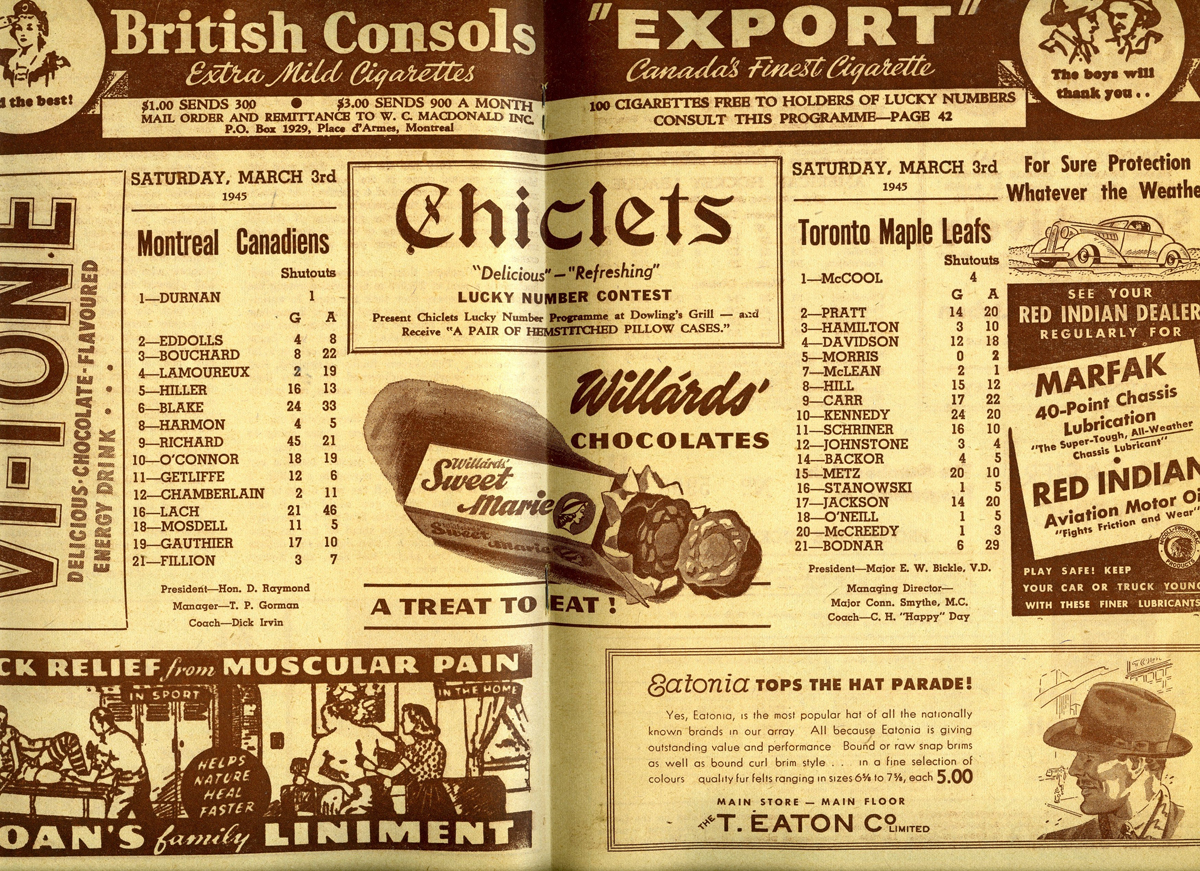 British Consols
Extra Mild Cigarettes
the best!
$1.00 SENDS 300 • $3.00 SENDS 900 A MONTH
MAIL ORDER AND REMITTANCE TO W. C. MACDONALD INC.
P.O. Box 1929, Place d'Armes, Montreal
"EXPORT"
Canada's Finest Cigarette
100 CIGARETTES FREE TO HOLDERS OF LUCKY NUMBERS
CONSULT THIS PROGRAMME—PAGE 42
The boys will
thank you . .
VI-TONE
DELICIOUS-CHOCOLATE-FLAVOURED
ENERGY DRINK . . . .
SATURDAY, MARCH 3rd
1945
Montreal Canadiens
Shutouts
1—DURNAN 1
G A
2—EDDOLLS 4 8
3—BOUCHARD 8 22
4—LAMOUREUX 2 19
5—HILLER 16 13
6—BLAKE 24 33
8—HARMON 4 5
9—RICHARD 45 21
10—O'CONNOR 18 19
11—GETLIFFE 12 6
12—CHAMBERLAIN 2 11
16—LACH 21 46
18—MOSDELL 11 5
19—GAUTHIER 17 10
21—FILLION 3 7
President—Hon. D. Raymond
Manager—T. P. Gorman
Coach—Dick Irvin
Chiclets
"Delicious"—"Refreshing"
LUCKY NUMBER CONTEST
Present Chiclets Lucky Number Programme at Dowling's Grill — and
Receive "A PAIR OF HEMSTITCHED PILLOW CASES."
Willards'
CHOCOLATES
Willards'
Sweet
Marie
Sweet Marie
A TREAT TO EAT !
SATURDAY, MARCH 3rd
1945
Toronto Maple Leafs
Shutouts
1—McCOOL 4
G A
2—PRATT 14 20
3—HAMILTON 3 10
4—DAVIDSON 12 18
5—MORRIS 0 2
7—McLEAN 2 1
8—HILL 15 12
9—CARR 17 22
10—KENNEDY 24 20
11—SCHRINER 16 10
12—JOHNSTONE 3 4
14—BACKOR 4 5
15—METZ 20 10
16—STANOWSKI 1 5
17—JACKSON 14 20
18—O'NEILL 1 5
20—McCREEDY 1 3
21—BODNAR 6 29
President—Major E. W. Bickle, V.D.
Managing Director—
Major Conn. Smythe, M.C.
Coach—C. H. "Happy" Day
For Sure Protection
Whatever the Weathe
SEE YOUR
RED INDIAN DEALER
REGULARLY FOR
MARFAK
40-Point Chassis
Lubrication
"The Super-Tough, All-Weather
Chassis Lubricant"
•
RED INDIAN
Aviation Motor Oi
"Fights Friction and Wear"
PLAY SAFE! KEEP
YOUR CAR OR TRUCK YOUNG
WITH THESE FINER LUBRICANTS
CK RELIEF from MUSCULAR PAIN
IN SPORT
IN THE HOME
HELPS
NATURE
HEAL
FASTER
OAN'S family LINIMENT
Eatonia TOPS THE HAT PARADE!
Yes, Eatonia, is the most popular hat of all the nationally
known brands in our array All because Eatonia is giving
outstanding value and performance Bound or raw snap brims
as well as bound curl brim style . . . in a fine selection of
colours quality fur felts ranging in sizes 6⅝ to 7⅝, each 5.00
MAIN STORE — MAIN FLOOR
THE T. EATON CO LIMITED